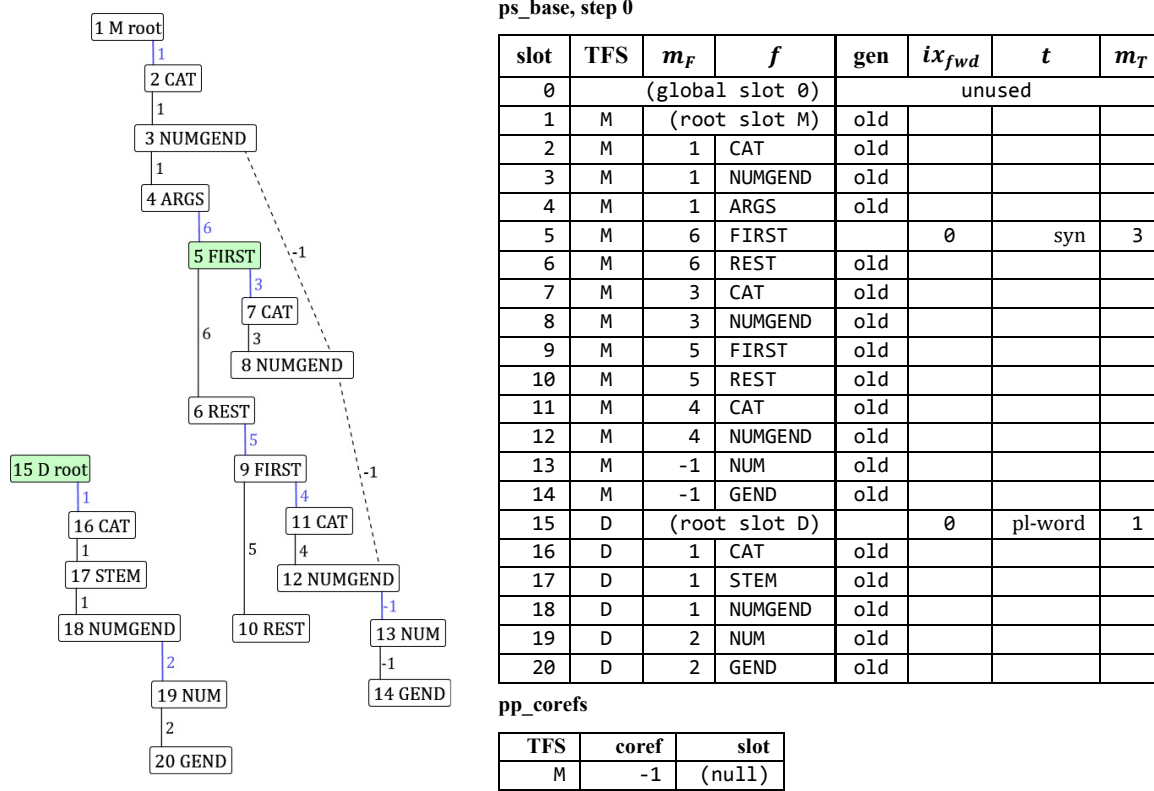 1 M root
1
2 CAT
1
3 NUMGEND
1
4 ARGS
6
-1
5 FIRST
3
7 CAT
6
3
8 NUMGEND
6 REST
5
-1
15 D root
9 FIRST
1
4
16 CAT
11 CAT
1
5
4
17 STEM
12 NUMGEND
1
-1
18 NUMGEND
10 REST
13 NUM
2
-1
19 NUM
14 GEND
2
20 GEND
ps_base, step 0
slot TFS m_F f gen ix_fwd t m_T
0 (global slot 0) unused
1 M (root slot M) old
2 M 1 CAT old
3 M 1 NUMGEND old
4 M 1 ARGS old
5 M 6 FIRST 0 syn 3
6 M 6 REST old
7 M 3 CAT old
8 M 3 NUMGEND old
9 M 5 FIRST old
10 M 5 REST old
11 M 4 CAT old
12 M 4 NUMGEND old
13 M -1 NUM old
14 M -1 GEND old
15 D (root slot D) 0 pl-word 1
16 D 1 CAT old
17 D 1 STEM old
18 D 1 NUMGEND old
19 D 2 NUM old
20 D 2 GEND old
pp_corefs
TFS coref slot
M -1 (null)